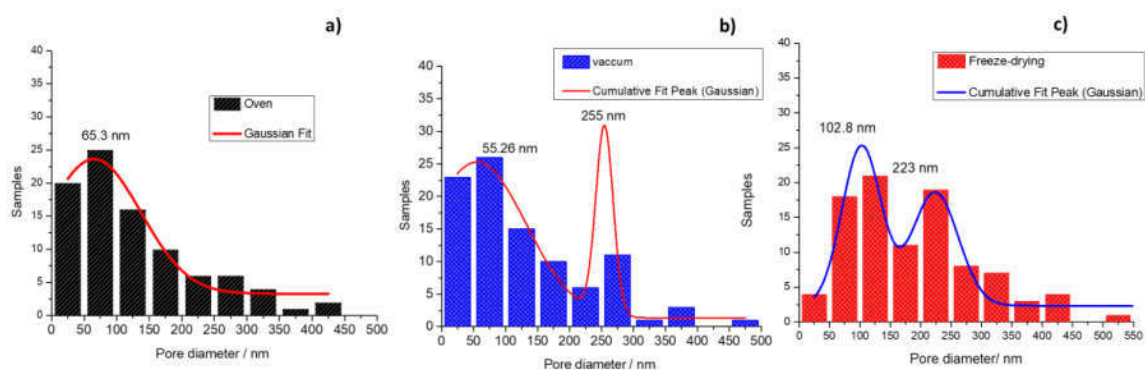 a)
40
35
30
25
20
15
10
5
0
Samples
65.3 nm
Oven
Gaussian Fit
0 50 100 150 200 250 300 350 400 450 500
Pore diameter / nm
b)
40
35
30
25
20
15
10
5
0
Samples
vaccum
Cumulative Fit Peak (Gaussian)
55.26 nm
255 nm
0 50 100 150 200 250 300 350 400 450 500
Pore diameter / nm
c)
40
35
30
25
20
15
10
5
0
Samples
Freeze-drying
Cumulative Fit Peak (Gaussian)
102.8 nm
223 nm
0 50 100 150 200 250 300 350 400 450 500 550
Pore diameter/ nm